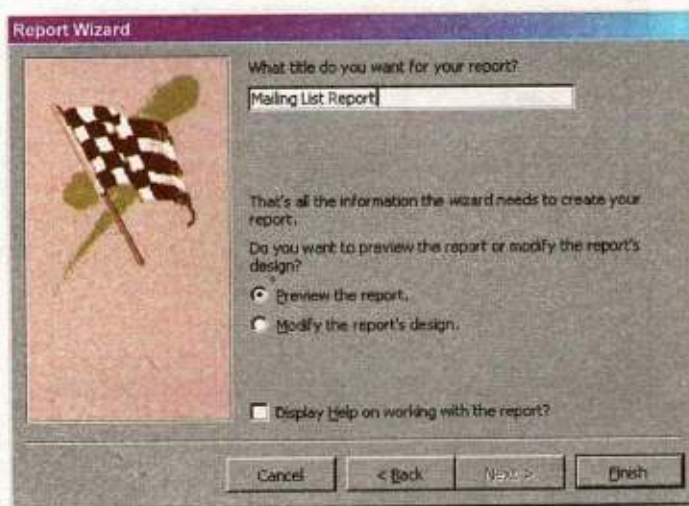 Report Wizard
What title do you want for your report?
Mailing List Report
That's all the information the wizard needs to create your
report.
Do you want to preview the report or modify the report's
design?
Preview the report.
Modify the report's design.
Display Help on working with the report?
Cancel
< Back
Next >
Finish